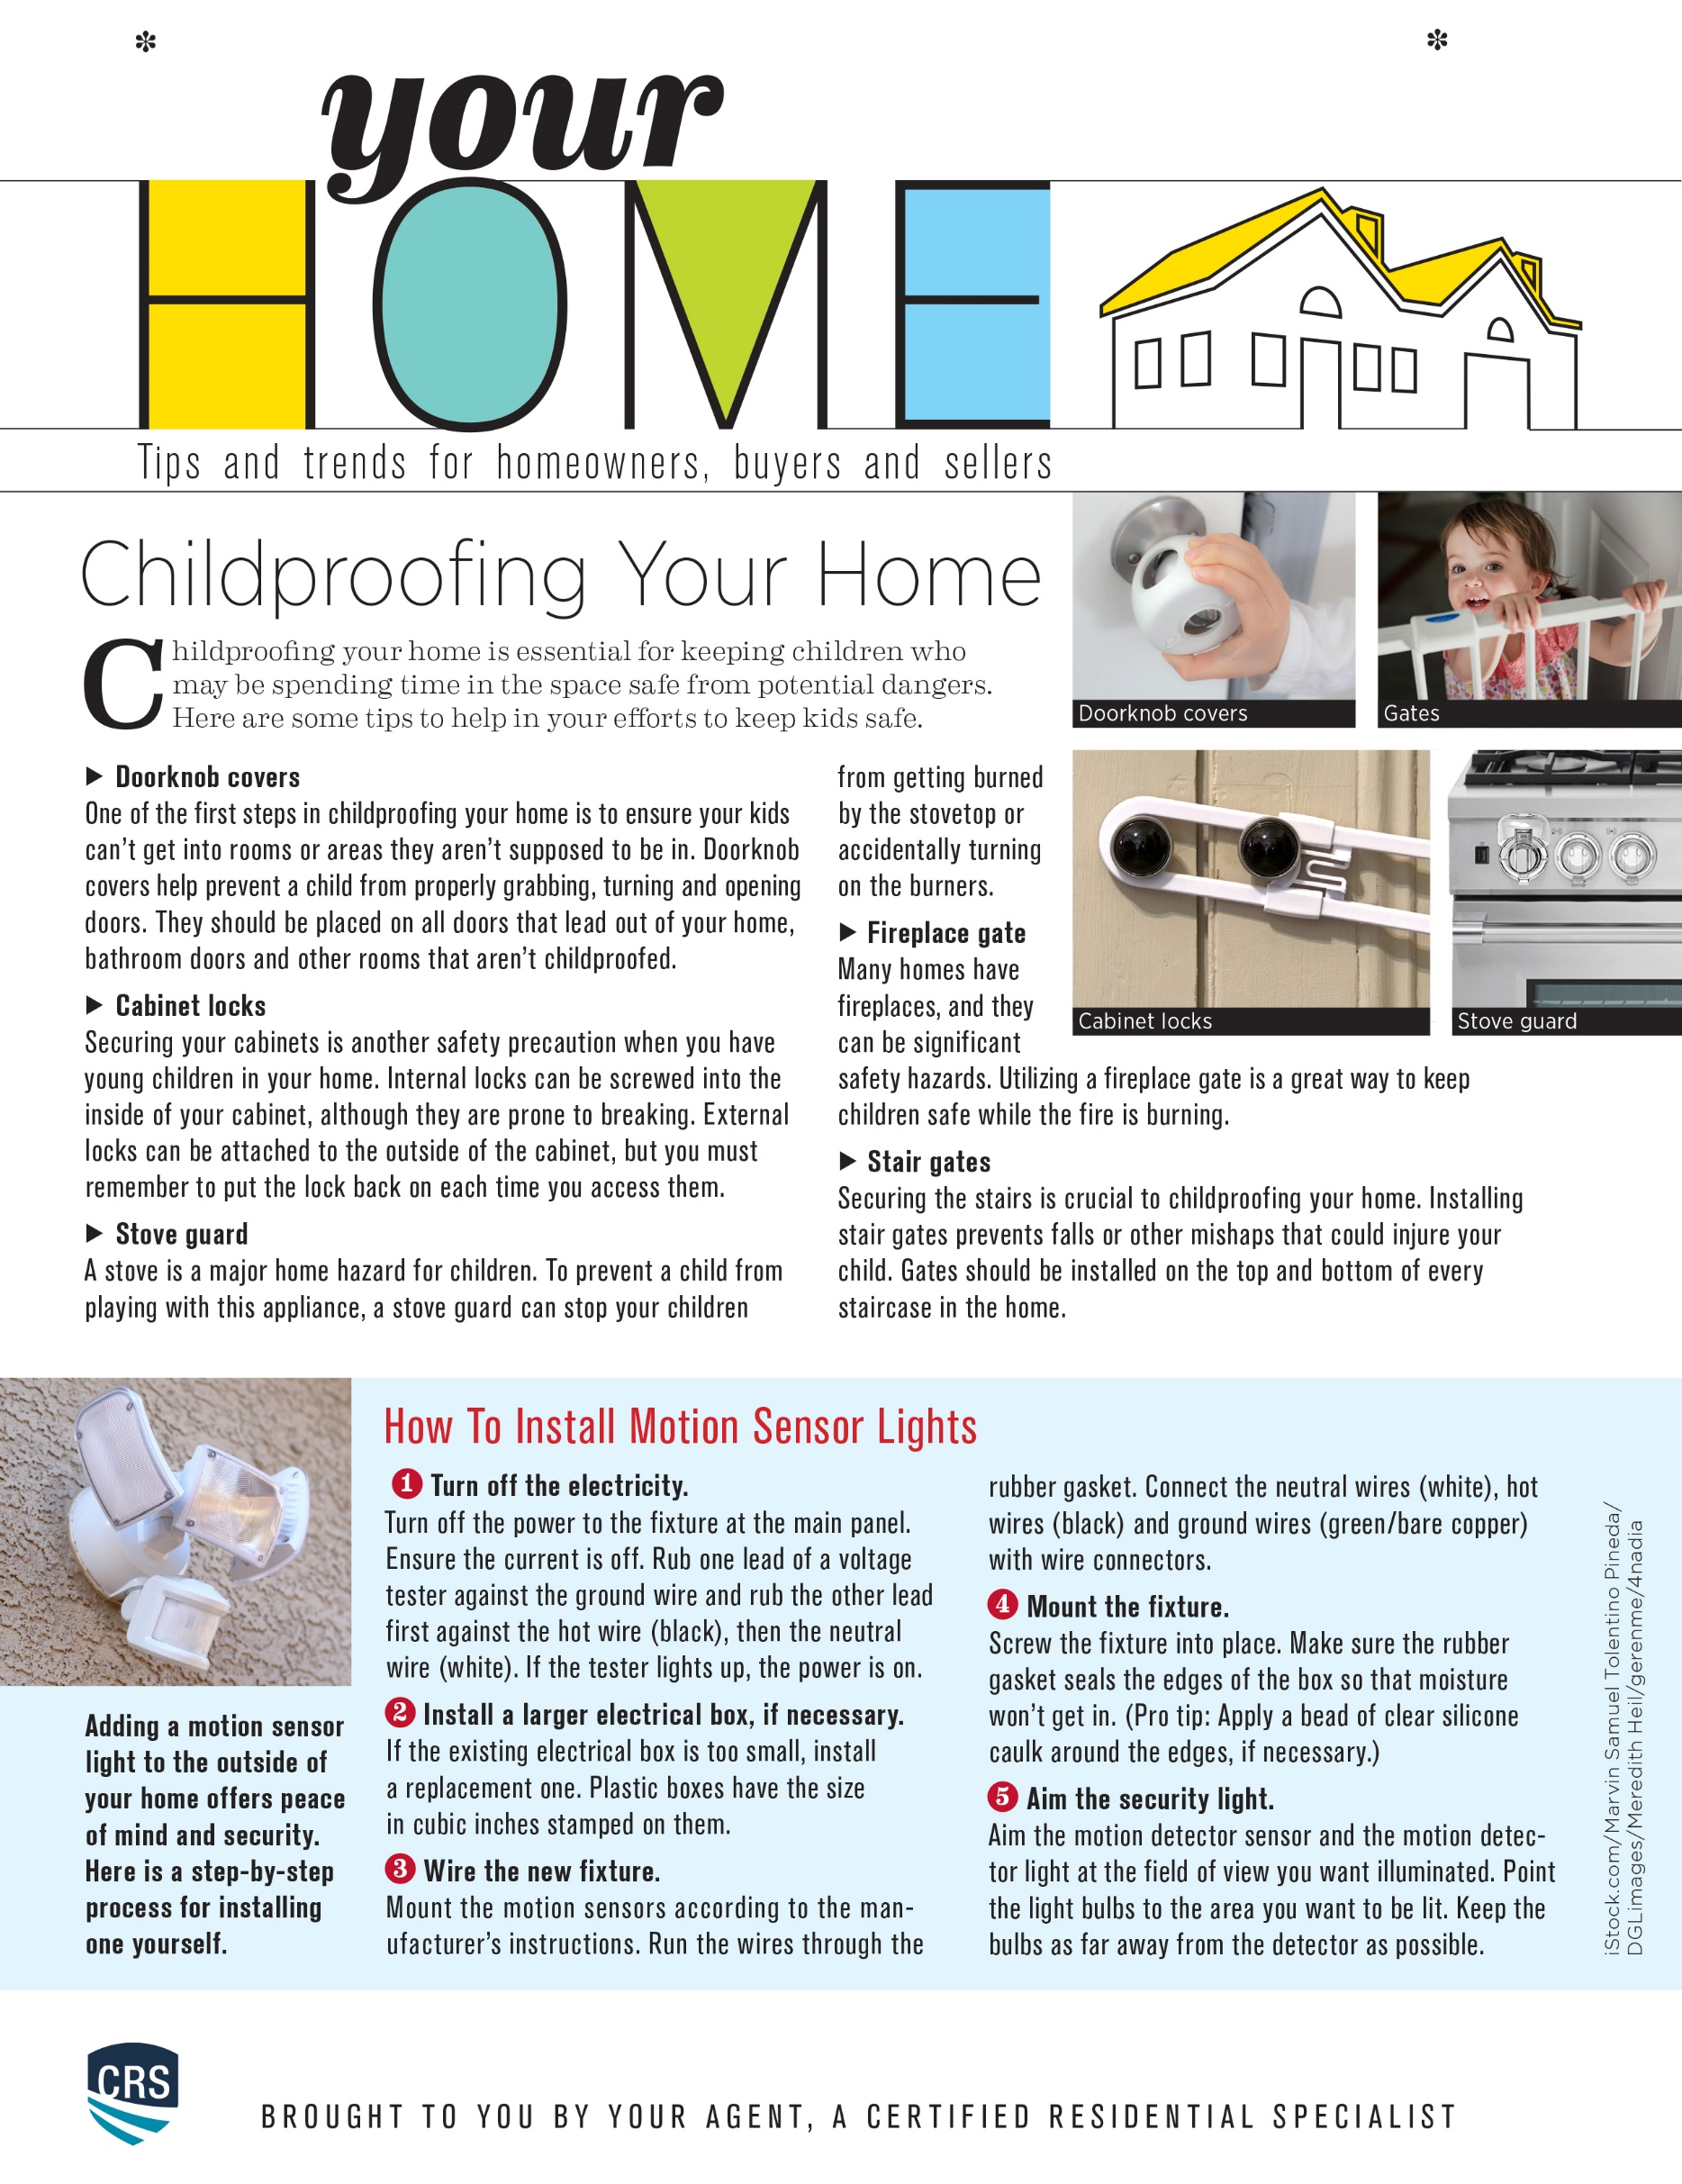 your
HOME
Tips and trends for homeowners, buyers and sellers
Childproofing Your Home
Childproofing your home is essential for keeping children who
may be spending time in the space safe from potential dangers.
Here are some tips to help in your efforts to keep kids safe.
Doorknob covers
Gates
Cabinet locks
Stove guard
▶ Doorknob covers
One of the first steps in childproofing your home is to ensure your kids
can't get into rooms or areas they aren't supposed to be in. Doorknob
covers help prevent a child from properly grabbing, turning and opening
doors. They should be placed on all doors that lead out of your home,
bathroom doors and other rooms that aren't childproofed.
▶ Cabinet locks
Securing your cabinets is another safety precaution when you have
young children in your home. Internal locks can be screwed into the
inside of your cabinet, although they are prone to breaking. External
locks can be attached to the outside of the cabinet, but you must
remember to put the lock back on each time you access them.
▶ Stove guard
A stove is a major home hazard for children. To prevent a child from
playing with this appliance, a stove guard can stop your children
from getting burned
by the stovetop or
accidentally turning
on the burners.
▶ Fireplace gate
Many homes have
fireplaces, and they
can be significant
safety hazards. Utilizing a fireplace gate is a great way to keep
children safe while the fire is burning.
▶ Stair gates
Securing the stairs is crucial to childproofing your home. Installing
stair gates prevents falls or other mishaps that could injure your
child. Gates should be installed on the top and bottom of every
staircase in the home.
Adding a motion sensor
light to the outside of
your home offers peace
of mind and security.
Here is a step-by-step
process for installing
one yourself.
How To Install Motion Sensor Lights
1 Turn off the electricity.
Turn off the power to the fixture at the main panel.
Ensure the current is off. Rub one lead of a voltage
tester against the ground wire and rub the other lead
first against the hot wire (black), then the neutral
wire (white). If the tester lights up, the power is on.
2 Install a larger electrical box, if necessary.
If the existing electrical box is too small, install
a replacement one. Plastic boxes have the size
in cubic inches stamped on them.
3 Wire the new fixture.
Mount the motion sensors according to the man-
ufacturer's instructions. Run the wires through the
rubber gasket. Connect the neutral wires (white), hot
wires (black) and ground wires (green/bare copper)
with wire connectors.
4 Mount the fixture.
Screw the fixture into place. Make sure the rubber
gasket seals the edges of the box so that moisture
won't get in. (Pro tip: Apply a bead of clear silicone
caulk around the edges, if necessary.)
5 Aim the security light.
Aim the motion detector sensor and the motion detec-
tor light at the field of view you want illuminated. Point
the light bulbs to the area you want to be lit. Keep the
bulbs as far away from the detector as possible.
iStock.com/Marvin Samuel Tolentino Pineda/
DGLimages/Meredith Heil/gerenme/4nadia
CRS
BROUGHT TO YOU BY YOUR AGENT, A CERTIFIED RESIDENTIAL SPECIALIST